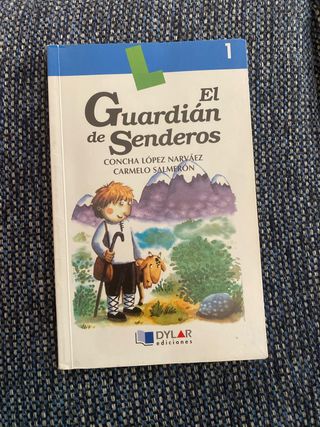 1
El
Guardián
de Senderos
CONCHA LÓPEZ NARVÁEZ
CARMELO SALMERÓN
DYLAR
ediciones